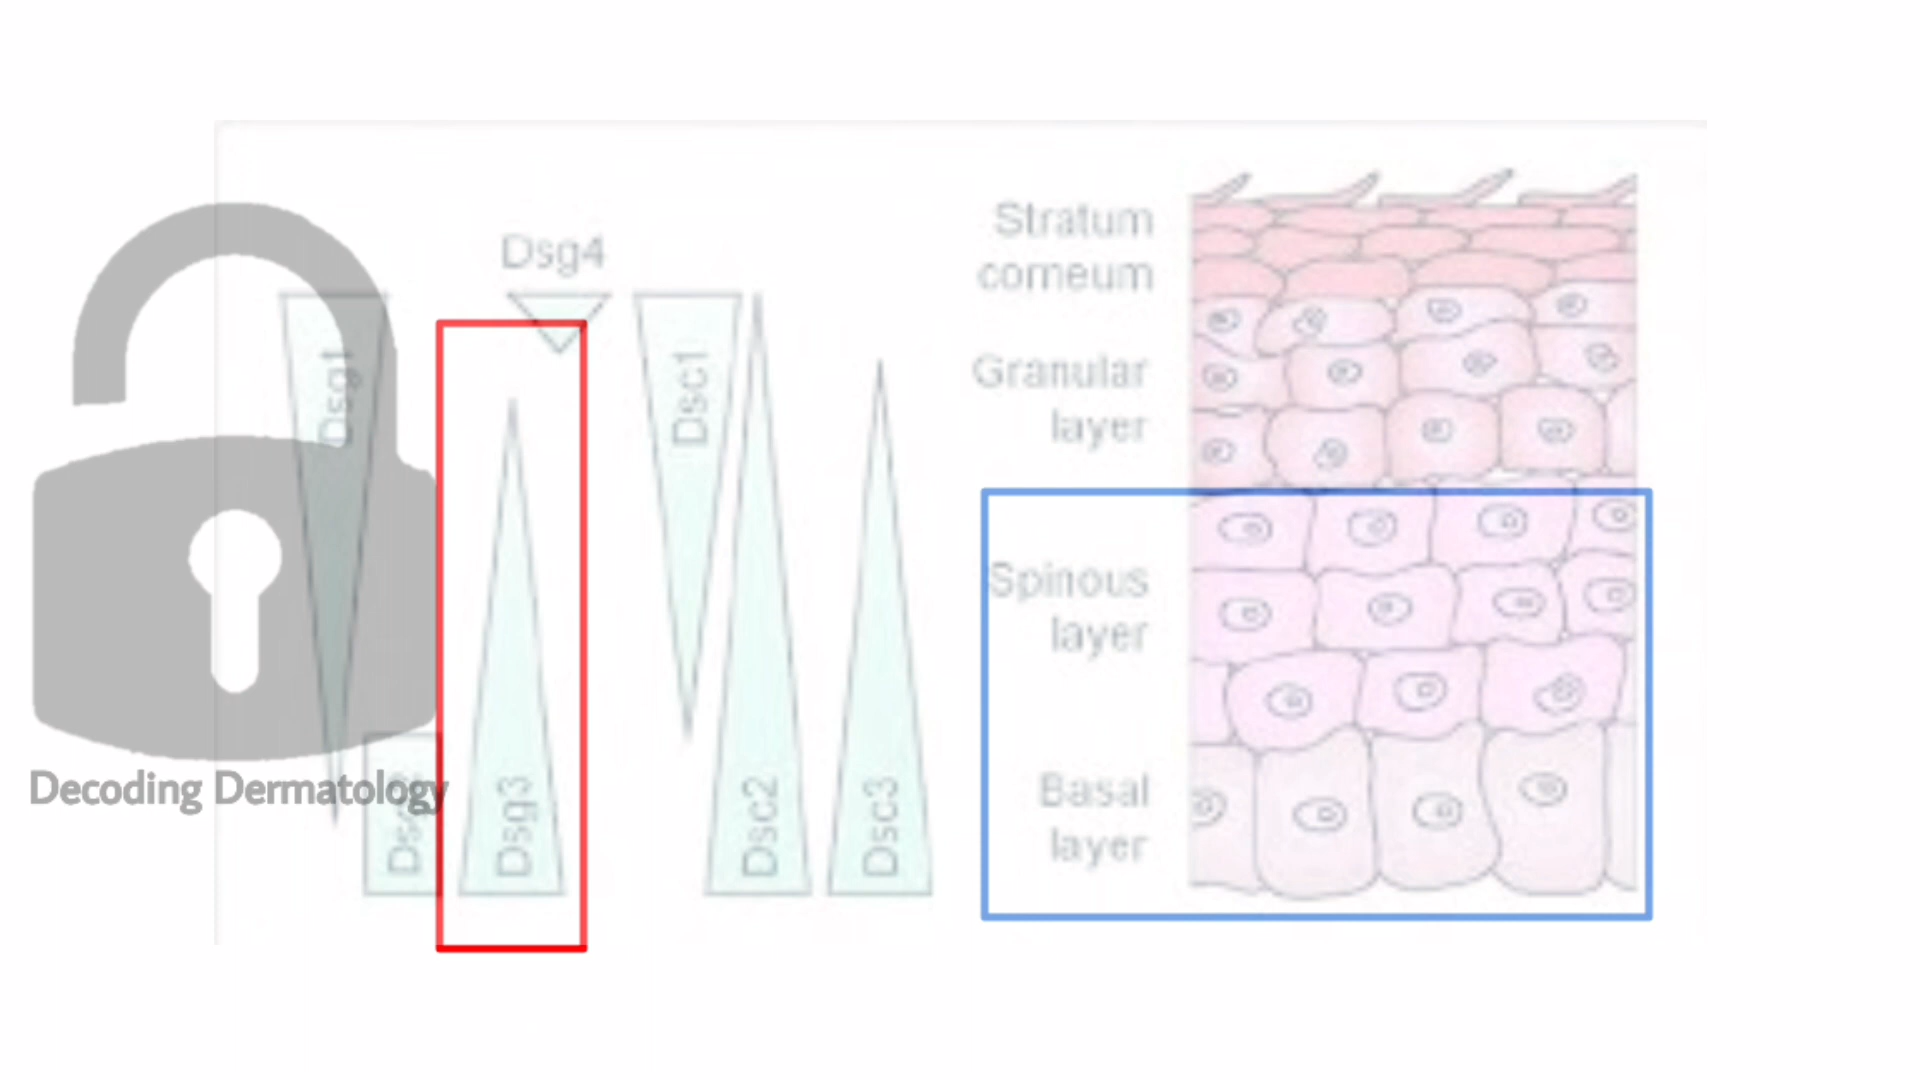 Dsg4
Dsg1
Dsg3
Dsc1
Dsc2
Dsc3
Stratum
corneum
Granular
layer
Spinous
layer
Basal
layer
Decoding Dermatology